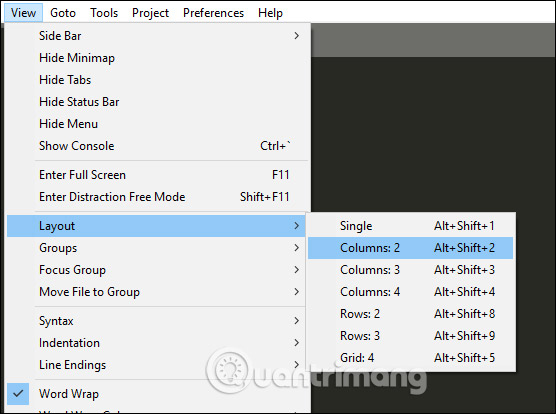 View Goto Tools Project Preferences Help
Side Bar
Hide Minimap
Hide Tabs
Hide Status Bar
Hide Menu
Show Console Ctrl+`
Enter Full Screen F11
Enter Distraction Free Mode Shift+F11
Layout
Groups
Focus Group
Move File to Group
Syntax
Indentation
Line Endings
Word Wrap
Single Alt+Shift+1
Columns: 2 Alt+Shift+2
Columns: 3 Alt+Shift+3
Columns: 4 Alt+Shift+4
Rows: 2 Alt+Shift+8
Rows: 3 Alt+Shift+9
Grid: 4 Alt+Shift+5
Quantrimang